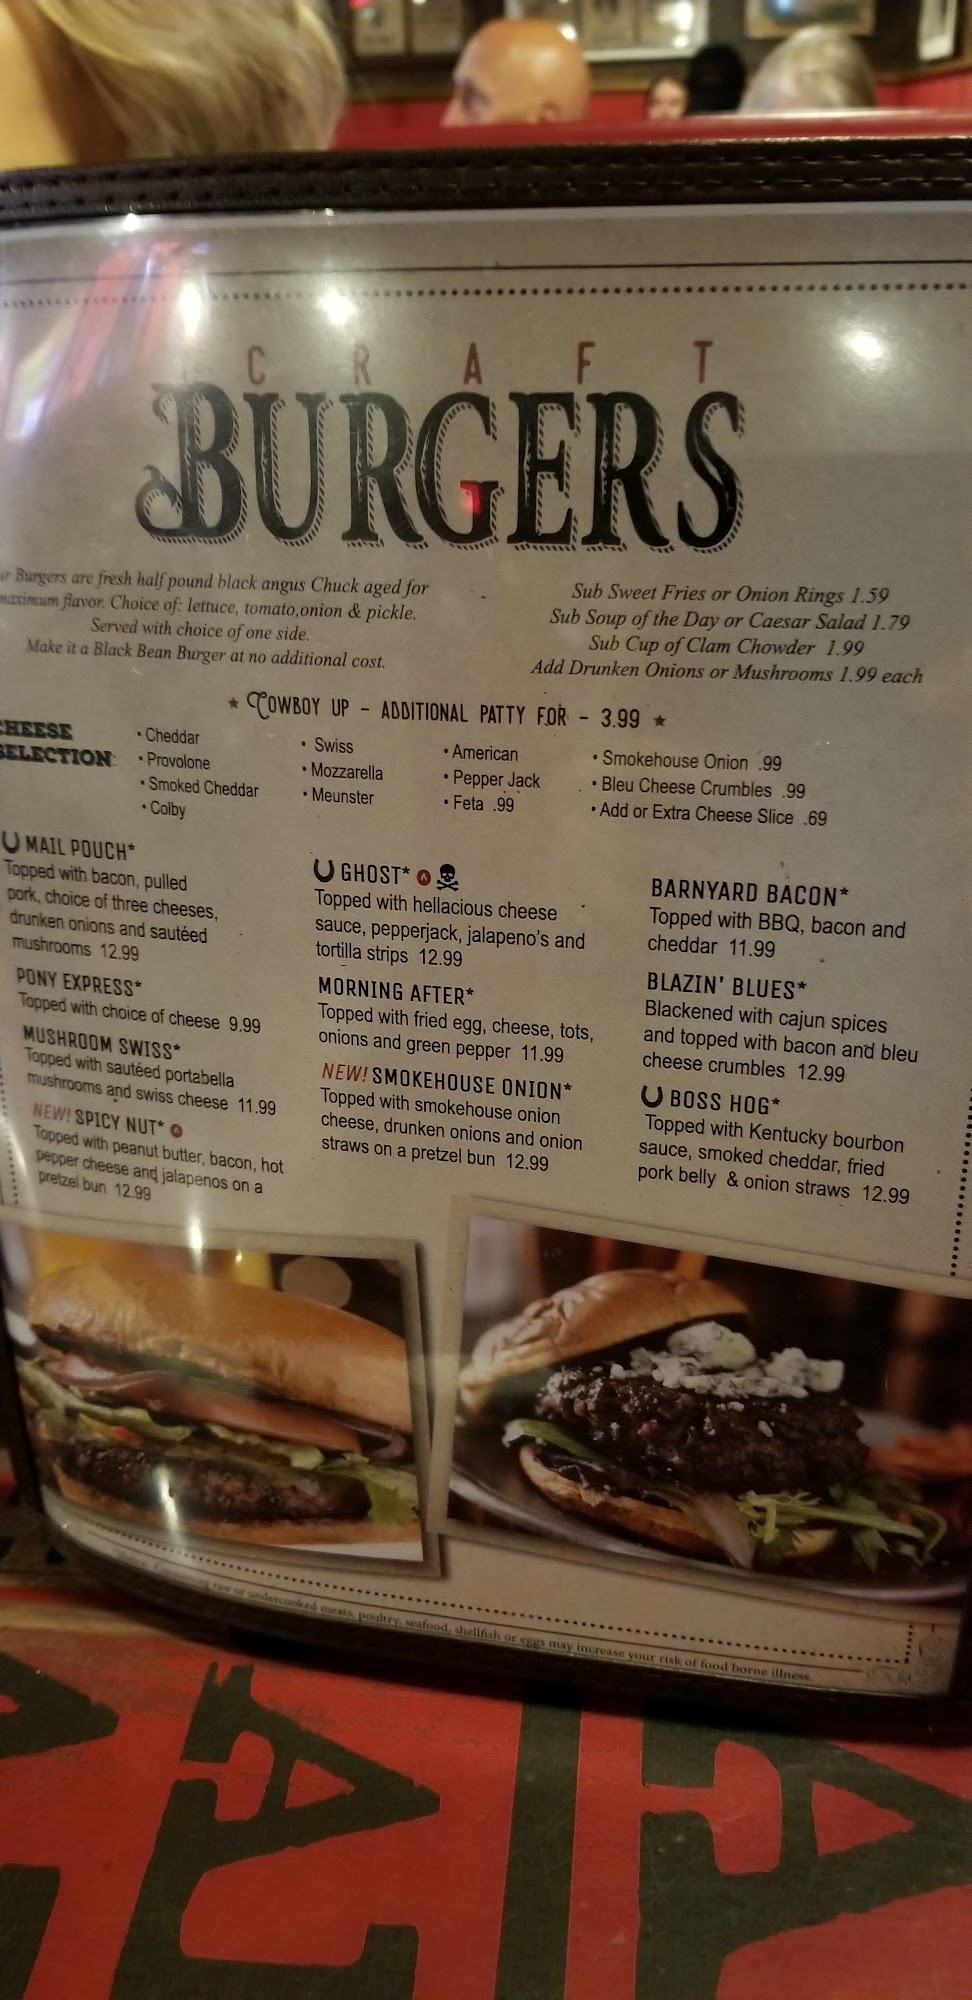 CRAFT
BURGERS
Burgers are fresh half pound black angus Chuck aged for
maximum flavor. Choice of: lettuce, tomato,onion & pickle.
Served with choice of one side.
Make it a Black Bean Burger at no additional cost.
Sub Sweet Fries or Onion Rings 1.59
Sub Soup of the Day or Caesar Salad 1.79
Sub Cup of Clam Chowder 1.99
Add Drunken Onions or Mushrooms 1.99 each
★ COWBOY UP - ADDITIONAL PATTY FOR - 3.99 ★
CHEESE
SELECTION:
• Cheddar
• Provolone
• Smoked Cheddar
• Colby
• Swiss
• Mozzarella
• Meunster
• American
• Pepper Jack
• Feta .99
• Smokehouse Onion .99
• Bleu Cheese Crumbles .99
• Add or Extra Cheese Slice .69
MAIL POUCH*
Topped with bacon, pulled
pork, choice of three cheeses,
drunken onions and sautéed
mushrooms 12.99
PONY EXPRESS*
Topped with choice of cheese 9.99
MUSHROOM SWISS*
Topped with sautéed portabella
mushrooms and swiss cheese 11.99
NEW! SPICY NUT*
Topped with peanut butter, bacon, hot
pepper cheese and jalapenos on a
pretzel bun 12.99
GHOST*
Topped with hellacious cheese
sauce, pepperjack, jalapeno's and
tortilla strips 12.99
MORNING AFTER*
Topped with fried egg, cheese, tots,
onions and green pepper 11.99
NEW! SMOKEHOUSE ONION*
Topped with smokehouse onion
cheese, drunken onions and onion
straws on a pretzel bun 12.99
BARNYARD BACON*
Topped with BBQ, bacon and
cheddar 11.99
BLAZIN' BLUES*
Blackened with cajun spices
and topped with bacon and bleu
cheese crumbles 12.99
BOSS HOG*
Topped with Kentucky bourbon
sauce, smoked cheddar, fried
pork belly & onion straws 12.99
raw or undercooked meats, poultry, seafood, shellfish or eggs may increase your risk of food borne illness.